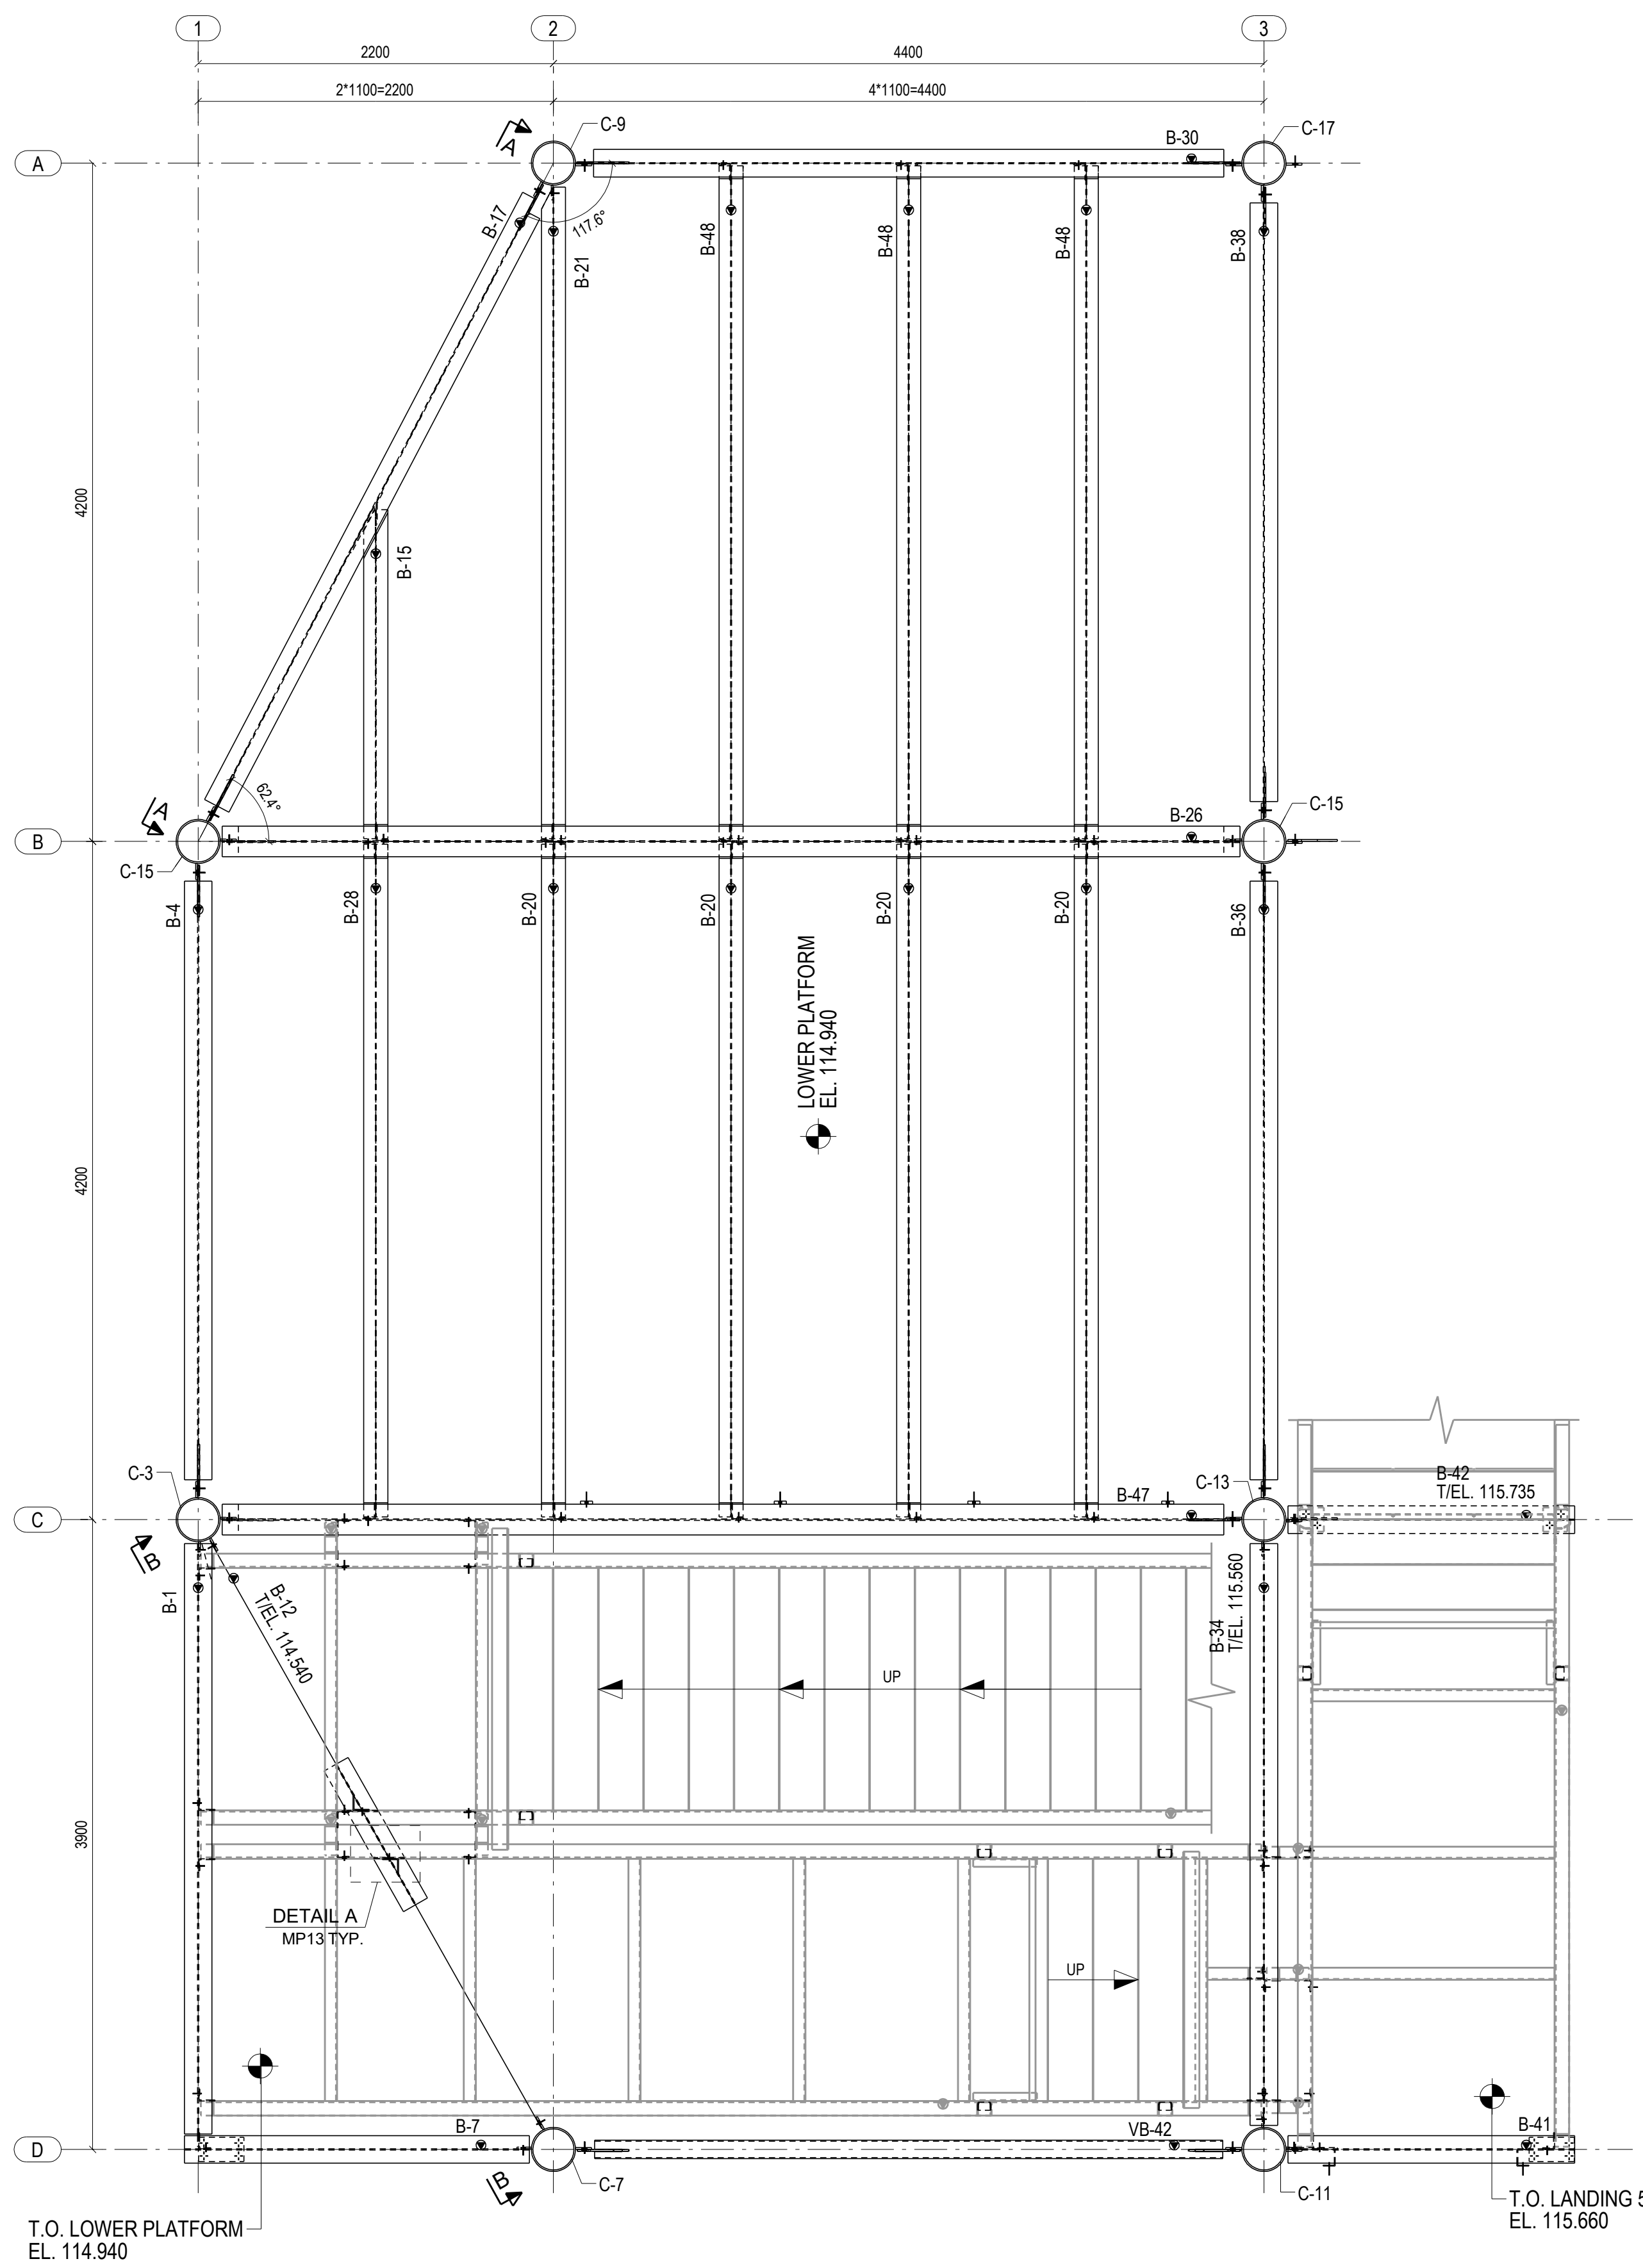 1
2
3
2200
4400
2*1100=2200
4*1100=4400
A
C-9
B-30
C-17
A
B-17
117.6°
B-21
B-48
B-48
B-48
B-38
4200
B-15
62.4°
A
B
C-15
B-26
C-15
B-4
B-28
B-20
B-20
B-20
B-20
B-36
LOWER PLATFORM
EL. 114.940
4200
C-3
C
B
B-47
C-13
B-42
T/EL. 115.735
B-1
B-12
T/EL. 114.540
B-34
T/EL. 115.560
UP
3900
DETAIL A
MP13 TYP.
UP
D
B-7
VB-42
B-41
B
C-7
C-11
T.O. LOWER PLATFORM
EL. 114.940
T.O. LANDING 5
EL. 115.660